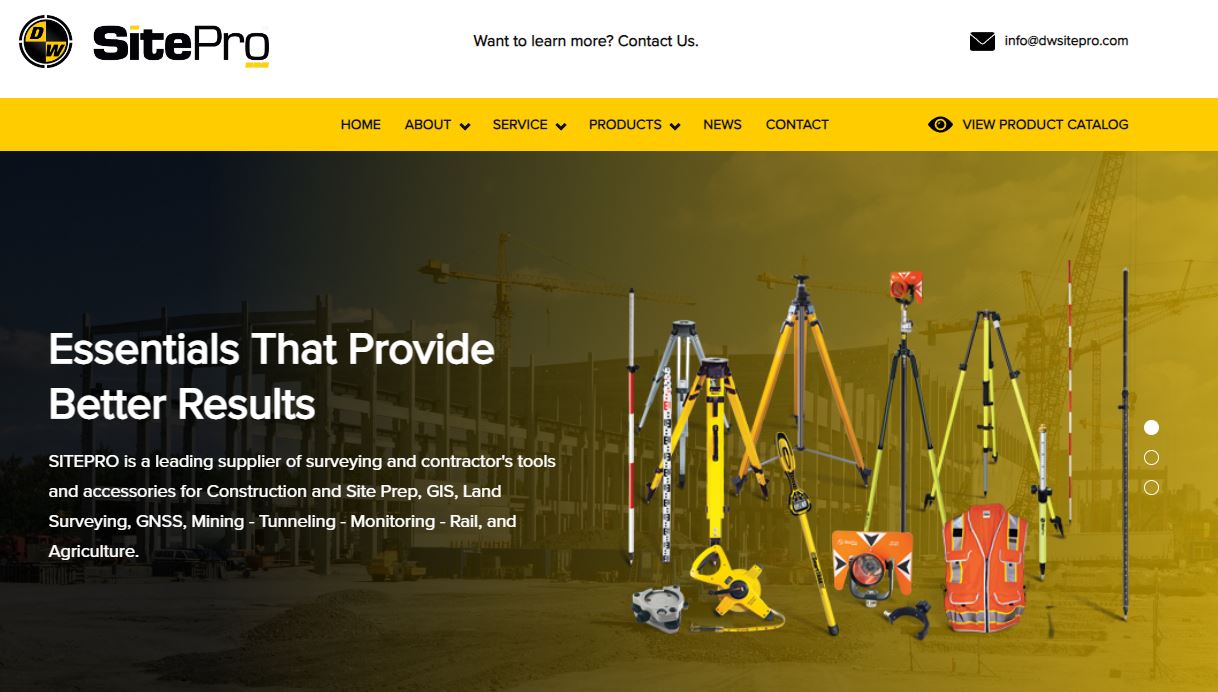 DW SitePro
Want to learn more? Contact Us.
info@dwsitepro.com
HOME ABOUT SERVICE PRODUCTS NEWS CONTACT
VIEW PRODUCT CATALOG
Essentials That Provide
Better Results
SITEPRO is a leading supplier of surveying and contractor's tools
and accessories for Construction and Site Prep, GIS, Land
Surveying, GNSS, Mining - Tunneling - Monitoring - Rail, and
Agriculture.